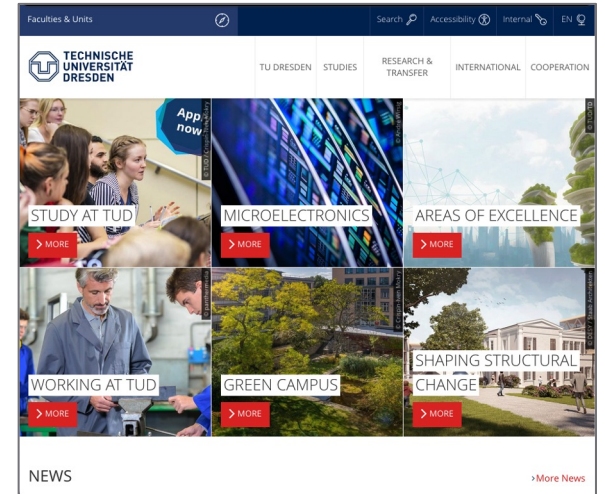 Faculties & Units
Search
Accessibility
Internal
EN
TECHNISCHE
UNIVERSITÄT
DRESDEN
TU DRESDEN
STUDIES
RESEARCH &
TRANSFER
INTERNATIONAL
COOPERATION
App
now
STUDY AT TUD
MORE
MICROELECTRONICS
MORE
AREAS OF EXCELLENCE
MORE
WORKING AT TUD
MORE
GREEN CAMPUS
MORE
SHAPING STRUCTURAL
CHANGE
MORE
NEWS
More News